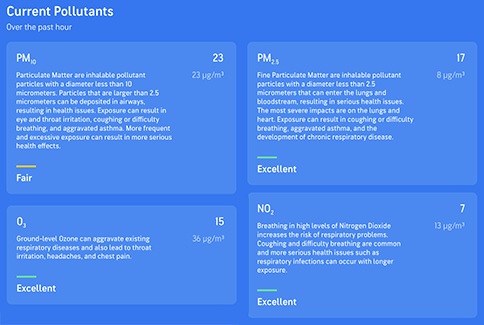 Current Pollutants
Over the past hour
PM10
23
Particulate Matter are inhalable pollutant
23 µg/m³
particles with a diameter less than 10
micrometers. Particles that are larger than 2.5
micrometers can be deposited in airways,
resulting in health issues. Exposure can result in
eye and throat irritation, coughing or difficulty
breathing, and aggravated asthma. More frequent
and excessive exposure can result in more serious
health effects.
Fair
PM2.5
17
Fine Particulate Matter are inhalable pollutant
8 µg/m³
particles with a diameter less than 2.5
micrometers that can enter the lungs and
bloodstream, resulting in serious health issues.
The most severe impacts are on the lungs and
heart. Exposure can result in coughing or difficulty
breathing, aggravated asthma, and the
development of chronic respiratory disease.
Excellent
O3
15
Ground-level Ozone can aggravate existing
36 µg/m³
respiratory diseases and also lead to throat
irritation, headaches, and chest pain.
Excellent
NO2
7
Breathing in high levels of Nitrogen Dioxide
13 µg/m³
increases the risk of respiratory problems.
Coughing and difficulty breathing are common
and more serious health issues such as
respiratory infections can occur with longer
exposure.
Excellent